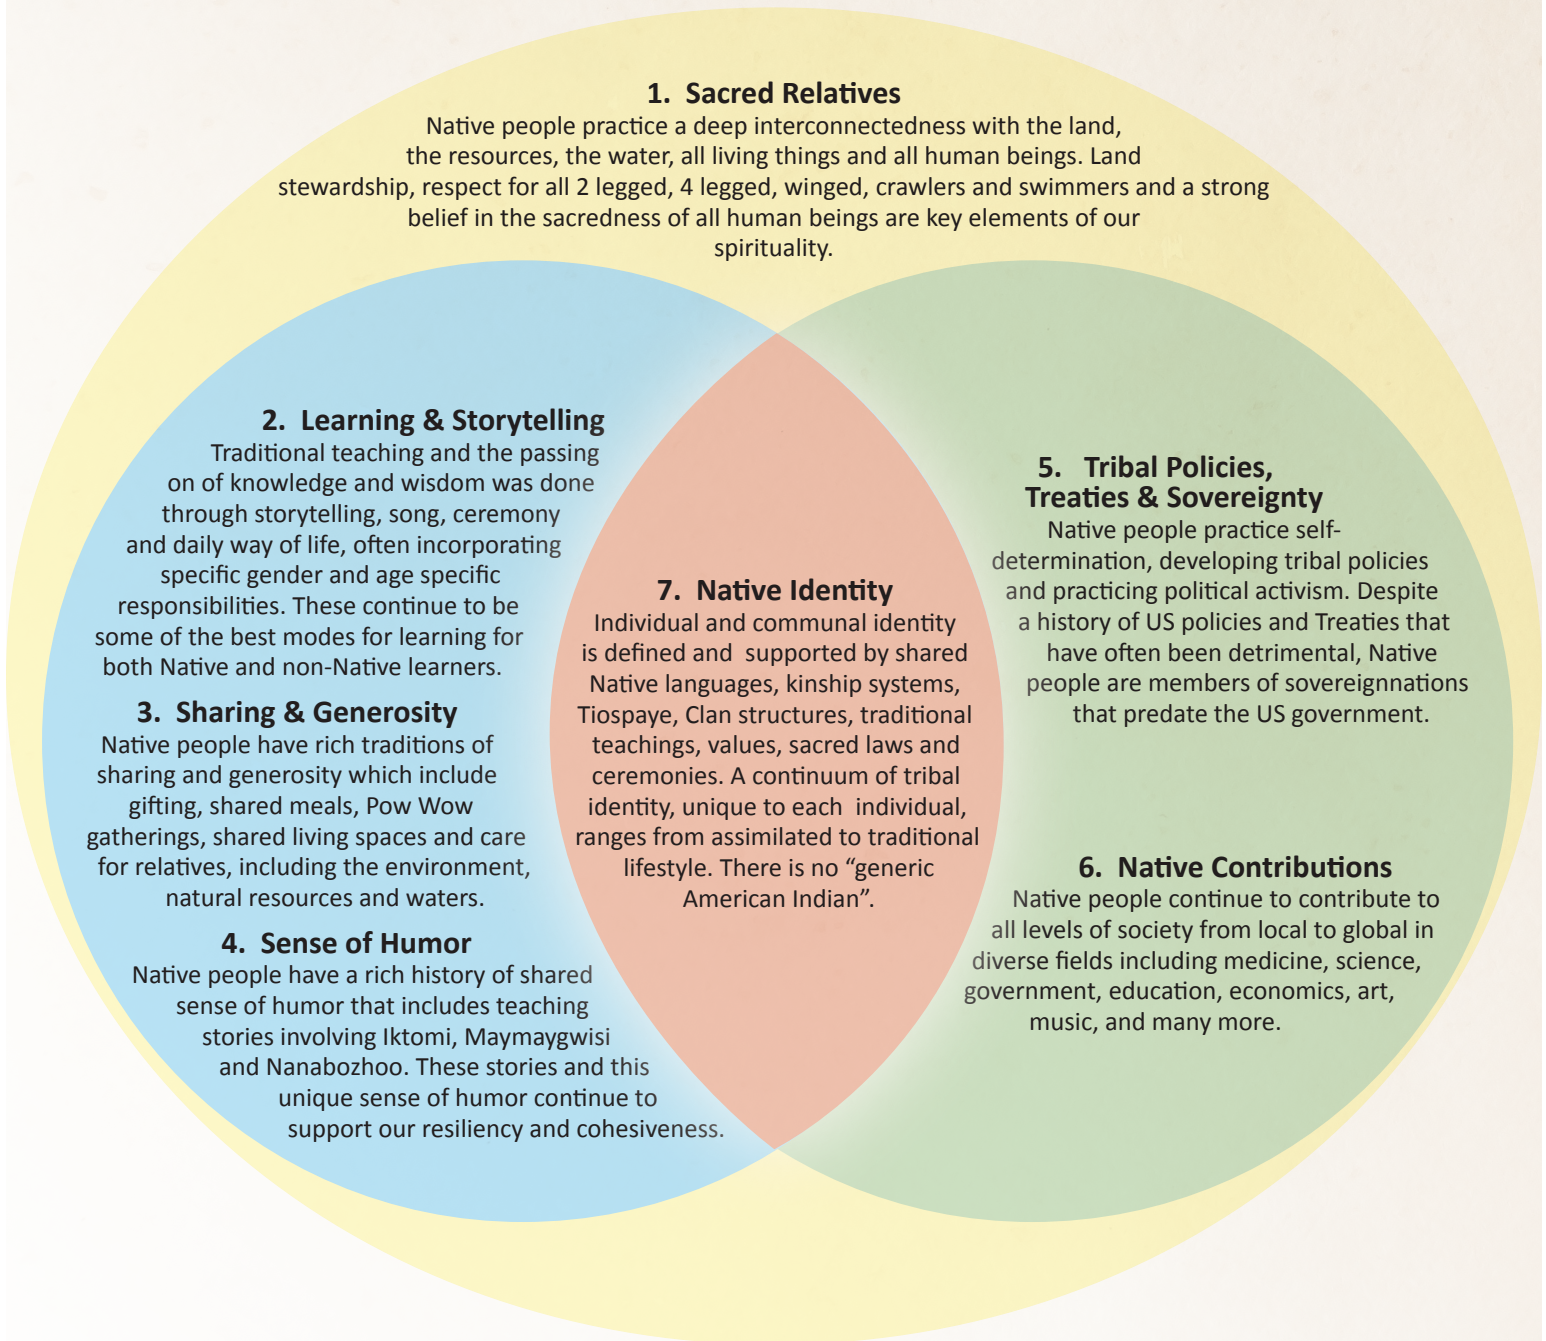 1. Sacred Relatives
Native people practice a deep interconnectedness with the land,
the resources, the water, all living things and all human beings. Land
stewardship, respect for all 2 legged, 4 legged, winged, crawlers and swimmers and a strong
belief in the sacredness of all human beings are key elements of our
spirituality.
2. Learning & Storytelling
Traditional teaching and the passing
on of knowledge and wisdom was done
through storytelling, song, ceremony
and daily way of life, often incorporating
specific gender and age specific
responsibilities. These continue to be
some of the best modes for learning for
both Native and non-Native learners.
3. Sharing & Generosity
Native people have rich traditions of
sharing and generosity which include
gifting, shared meals, Pow Wow
gatherings, shared living spaces and care
for relatives, including the environment,
natural resources and waters.
4. Sense of Humor
Native people have a rich history of shared
sense of humor that includes teaching
stories involving Iktomi, Maymaygwisi
and Nanabozhoo. These stories and this
unique sense of humor continue to
support our resiliency and cohesiveness.
5. Tribal Policies,
Treaties & Sovereignty
Native people practice self-
determination, developing tribal policies
and practicing political activism. Despite
a history of US policies and Treaties that
have often been detrimental, Native
people are members of sovereignnations
that predate the US government.
6. Native Contributions
Native people continue to contribute to
all levels of society from local to global in
diverse fields including medicine, science,
government, education, economics, art,
music, and many more.
7. Native Identity
Individual and communal identity
is defined and supported by shared
Native languages, kinship systems,
Tiospaye, Clan structures, traditional
teachings, values, sacred laws and
ceremonies. A continuum of tribal
identity, unique to each individual,
ranges from assimilated to traditional
lifestyle. There is no “generic
American Indian”.